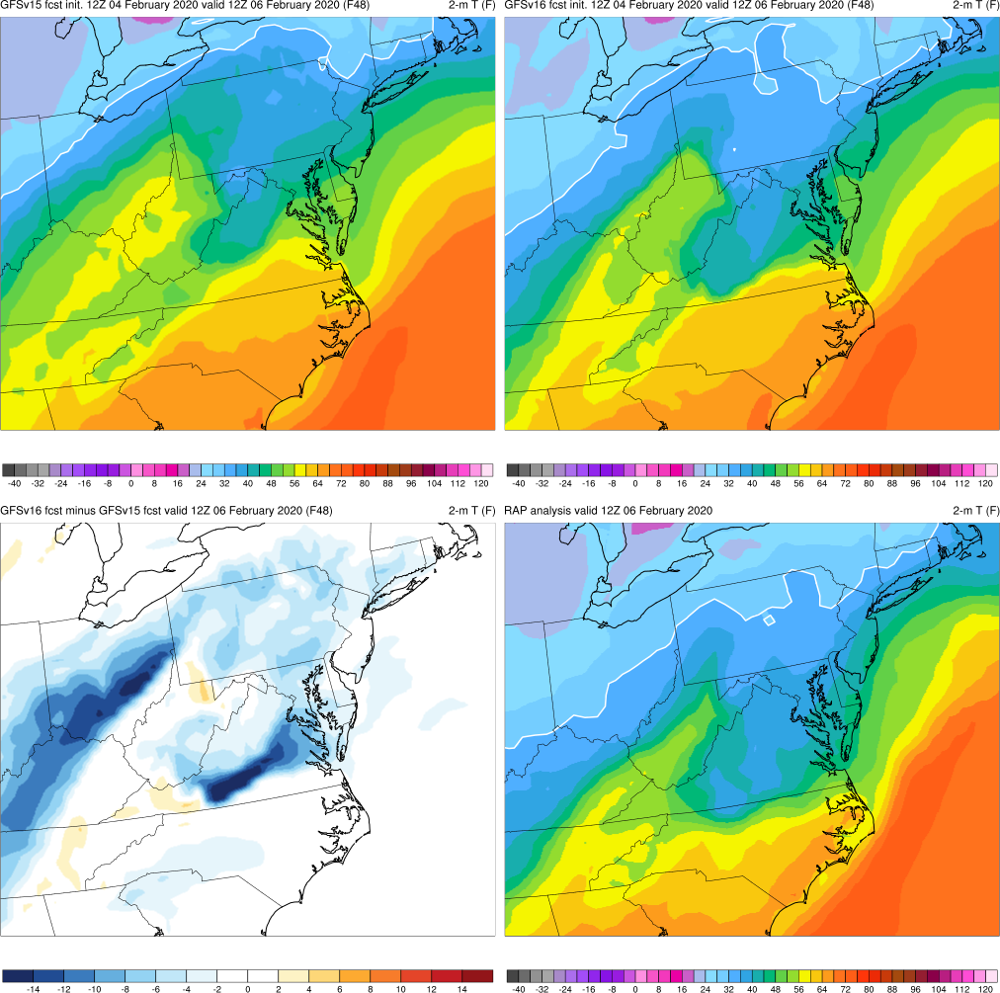 GFSv15 fcst init. 12Z 04 February 2020 valid 12Z 06 February 2020 (F48) 2-m T (F)
GFSv16 fcst init. 12Z 04 February 2020 valid 12Z 06 February 2020 (F48) 2-m T (F)
-40 -32 -24 -16 -8 0 8 16 24 32 40 48 56 64 72 80 88 96 104 112 120
-40 -32 -24 -16 -8 0 8 16 24 32 40 48 56 64 72 80 88 96 104 112 120
GFSv16 fcst minus GFSv15 fcst valid 12Z 06 February 2020 (F48) 2-m T (F)
RAP analysis valid 12Z 06 February 2020 2-m T (F)
-14 -12 -10 -8 -6 -4 -2 0 2 4 6 8 10 12 14
-40 -32 -24 -16 -8 0 8 16 24 32 40 48 56 64 72 80 88 96 104 112 120